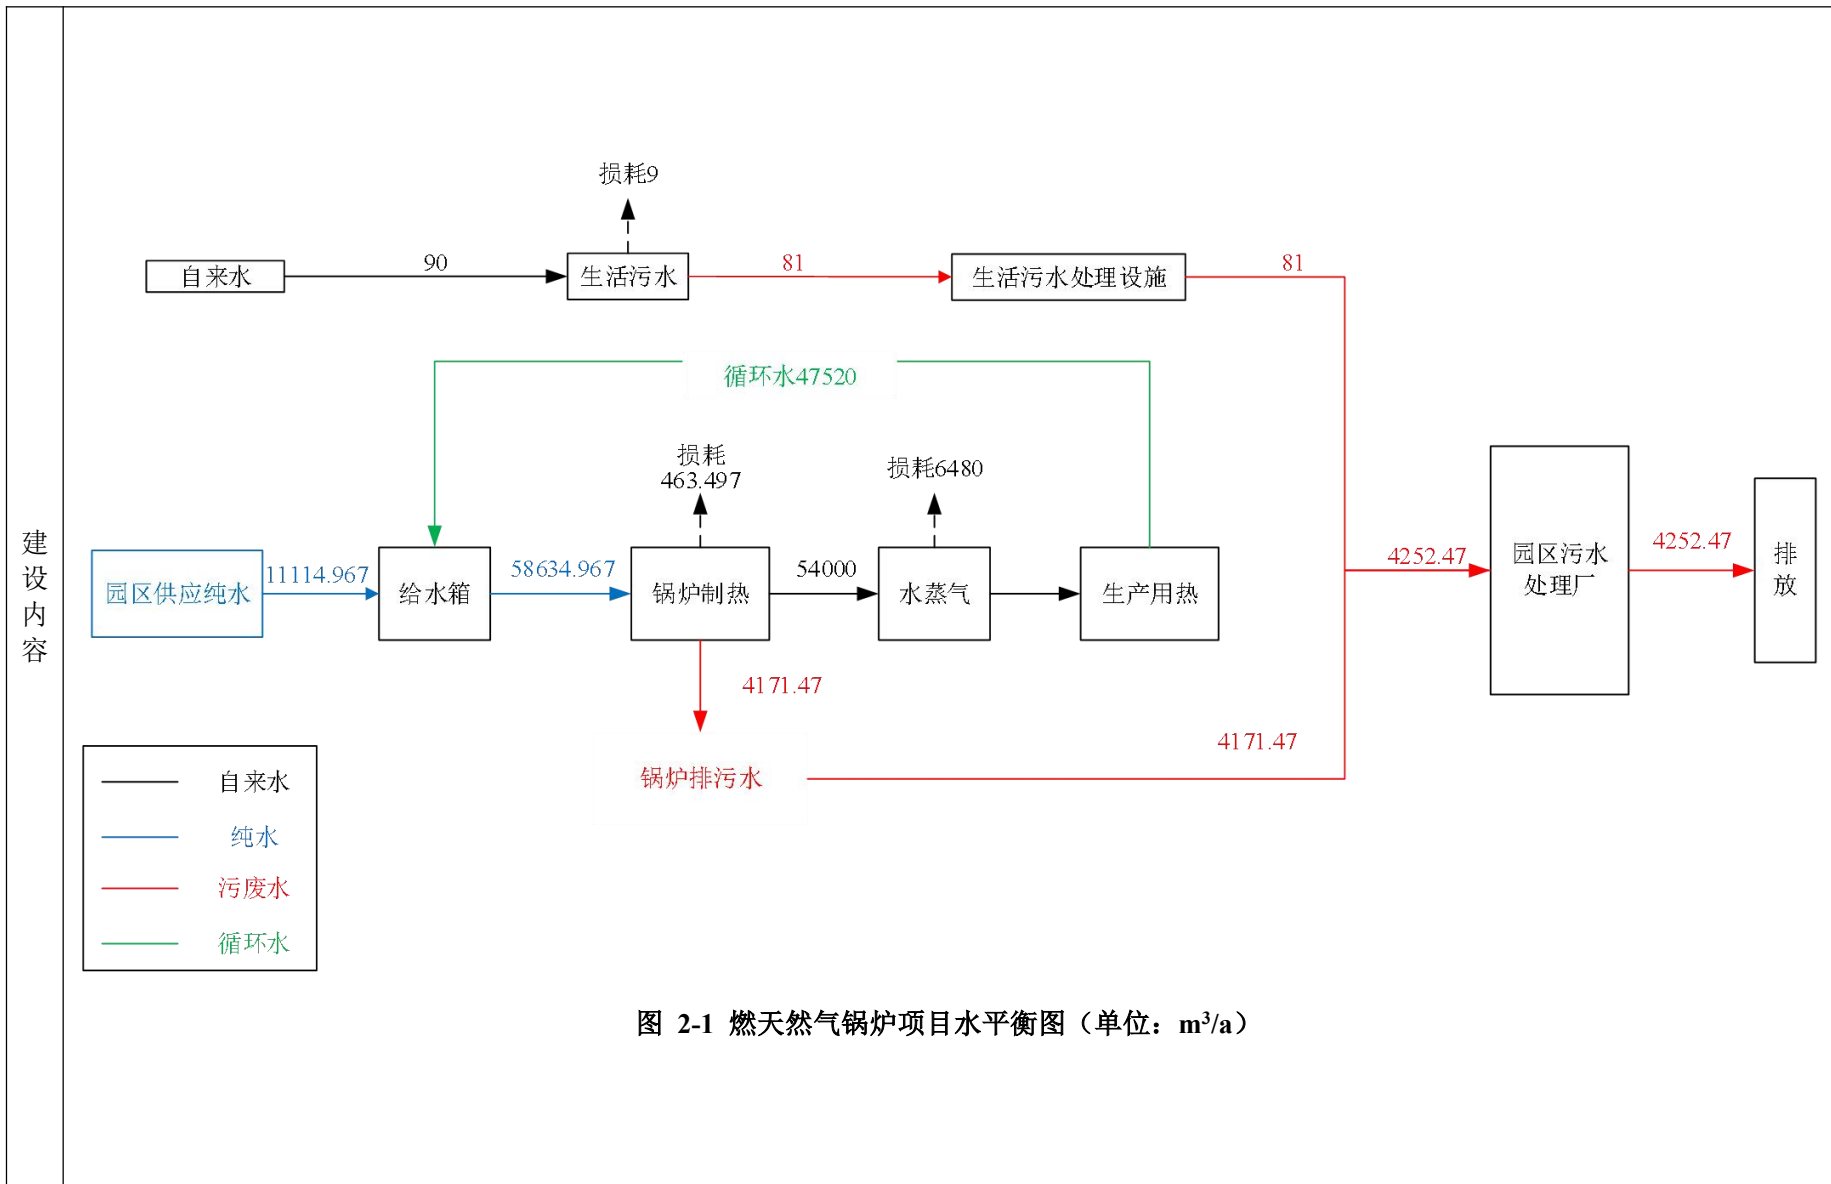 建
设
内
容
损耗9
自来水
90
生活污水
81
生活污水处理设施
81
循环水47520
损耗
463.497
损耗6480
园区供应纯水
11114.967
给水箱
58634.967
锅炉制热
54000
水蒸气
生产用热
4252.47
园区污水
处理厂
4252.47
排
放
4171.47
4171.47
锅炉排污水
自来水
纯水
污废水
循环水
图 2-1 燃天然气锅炉项目水平衡图（单位：m³/a）